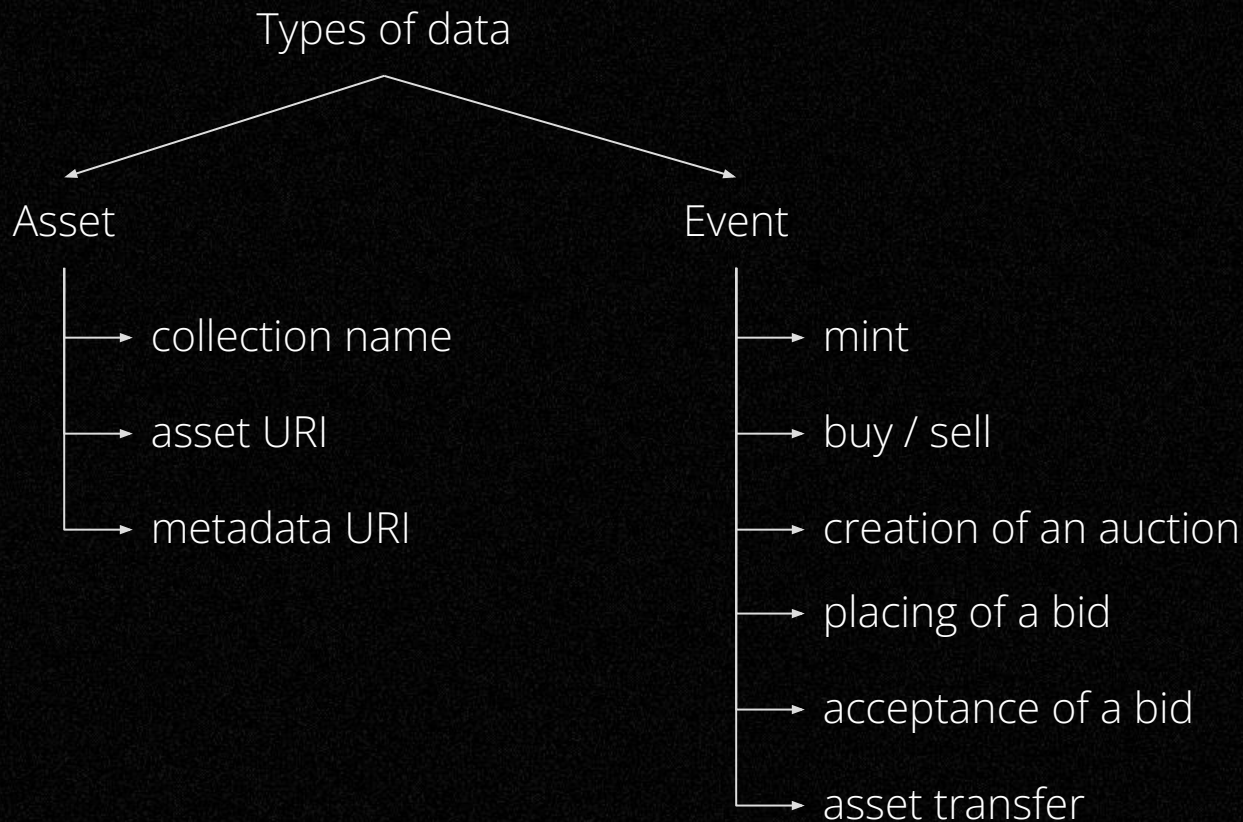 Types of data
Asset
collection name
asset URI
metadata URI
Event
mint
buy / sell
creation of an auction
placing of a bid
acceptance of a bid
asset transfer